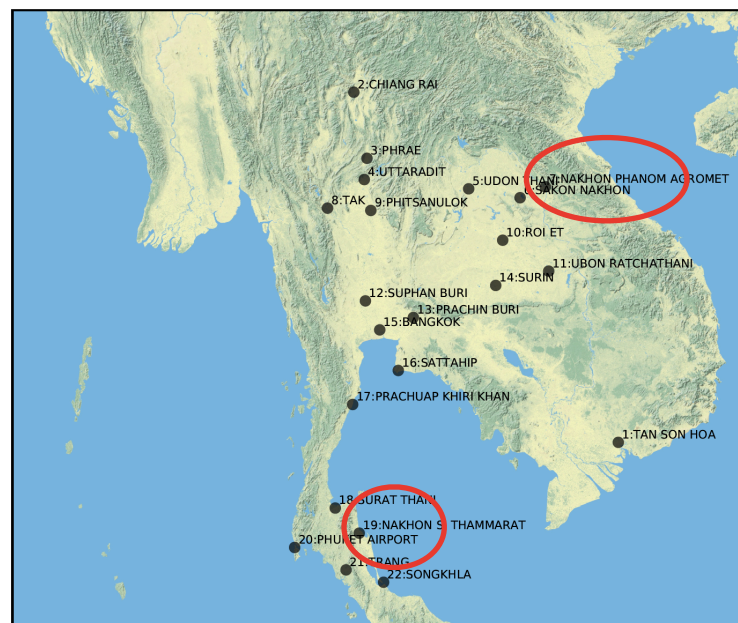 2:CHIANG RAI
3:PHRAE
4:UTTARADIT
5:UDON THANI
7:NAKHON PHANOM AGROMET
6:SAKON NAKHON
8:TAK
9:PHITSANULOK
10:ROI ET
11:UBON RATCHATHANI
14:SURIN
12:SUPHAN BURI
13:PRACHIN BURI
15:BANGKOK
16:SATTAHIP
17:PRACHUAP KHIRI KHAN
1:TAN SON HOA
18:SURAT THANI
19:NAKHON SI THAMMARAT
20:PHUKET AIRPORT
21:TRANG
22:SONGKHLA